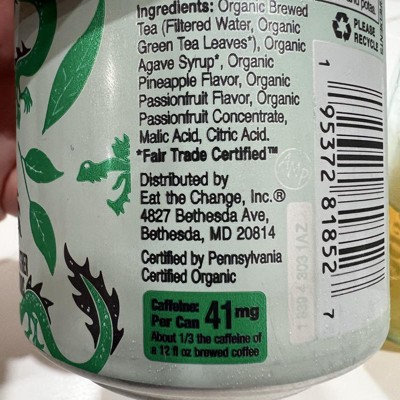 Ingredients: Organic Brewed
Tea (Filtered Water, Organic
Green Tea Leaves*), Organic
Agave Syrup*, Organic
Pineapple Flavor, Organic
Passionfruit Flavor, Organic
Passionfruit Concentrate,
Malic Acid, Citric Acid.
*Fair Trade Certified™
Distributed by
Eat the Change, Inc.®
4827 Bethesda Ave,
Bethesda, MD 20814
Certified by Pennsylvania
Certified Organic
Caffeine:
Per Can 41mg
About 1/3 the caffeine of
a 12 fl oz brewed coffee
PLEASE
RECYCLE
1 95372 81852 7